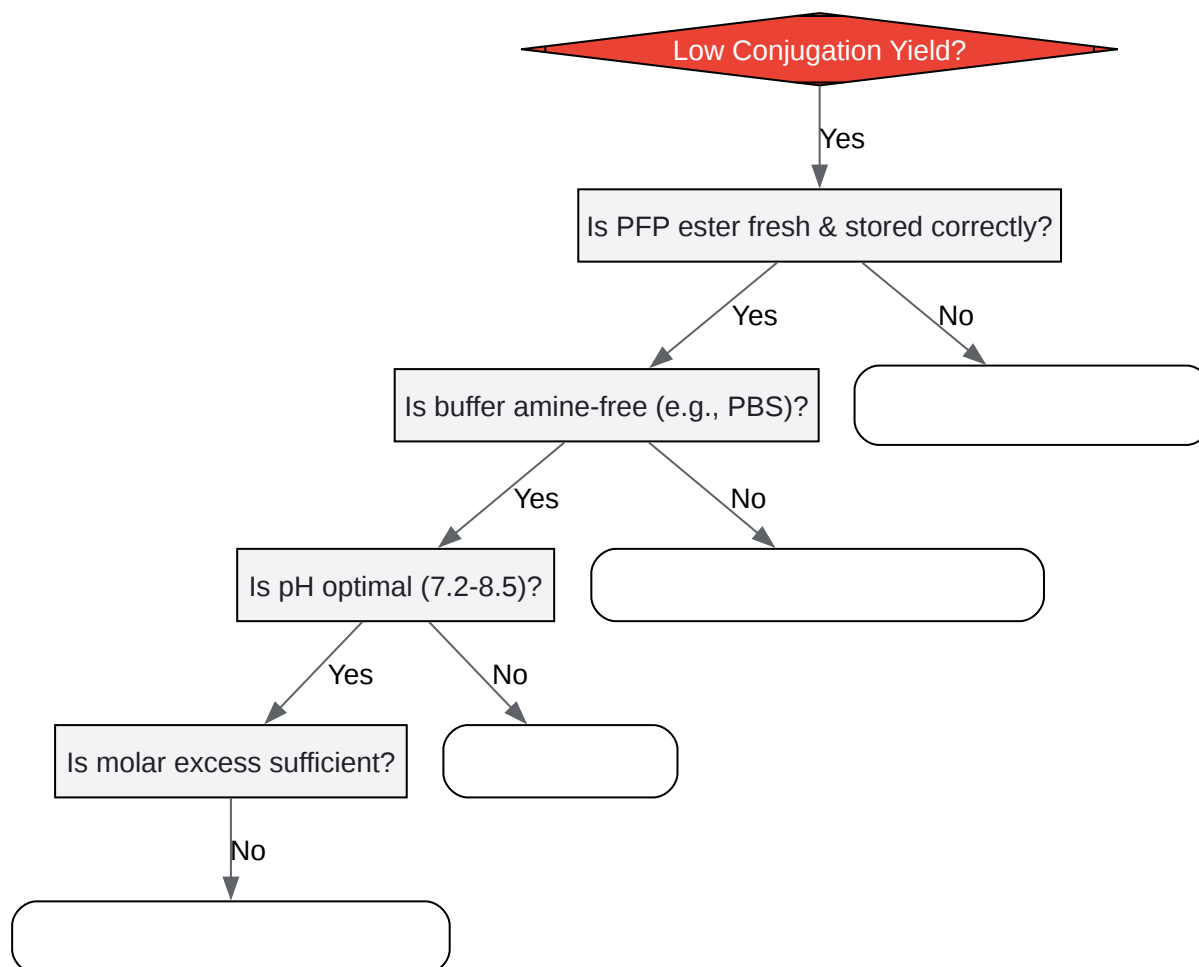 Low Conjugation Yield?
Yes
Is PFP ester fresh & stored correctly?
Yes
No
Is buffer amine-free (e.g., PBS)?
Yes
No
Is pH optimal (7.2-8.5)?
Yes
No
Is molar excess sufficient?
No